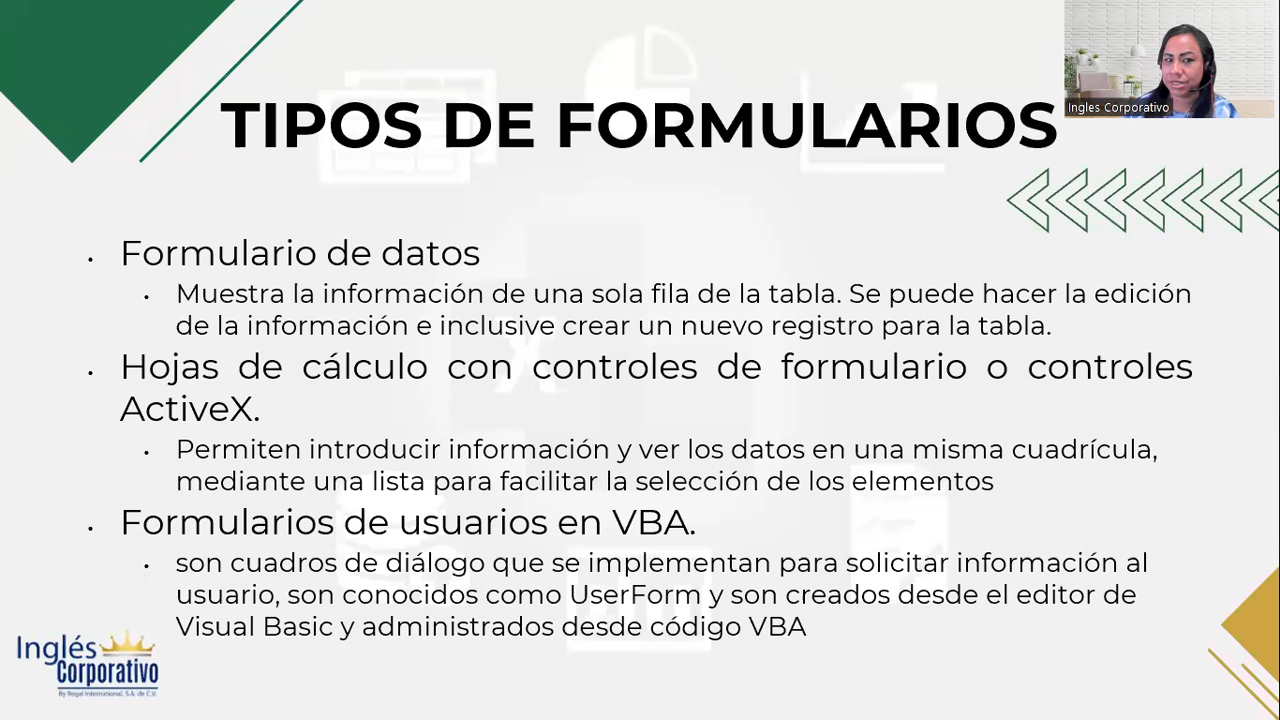 Ingles Corporativo
TIPOS DE FORMULARIOS
• Formulario de datos
• Muestra la información de una sola fila de la tabla. Se puede hacer la edición
de la información e inclusive crear un nuevo registro para la tabla.
• Hojas de cálculo con controles de formulario o controles
ActiveX.
• Permiten introducir información y ver los datos en una misma cuadrícula,
mediante una lista para facilitar la selección de los elementos
• Formularios de usuarios en VBA.
• son cuadros de diálogo que se implementan para solicitar información al
usuario, son conocidos como UserForm y son creados desde el editor de
Visual Basic y administrados desde código VBA
Inglés
Corporativo
By Regal International, S.A. de C.V.